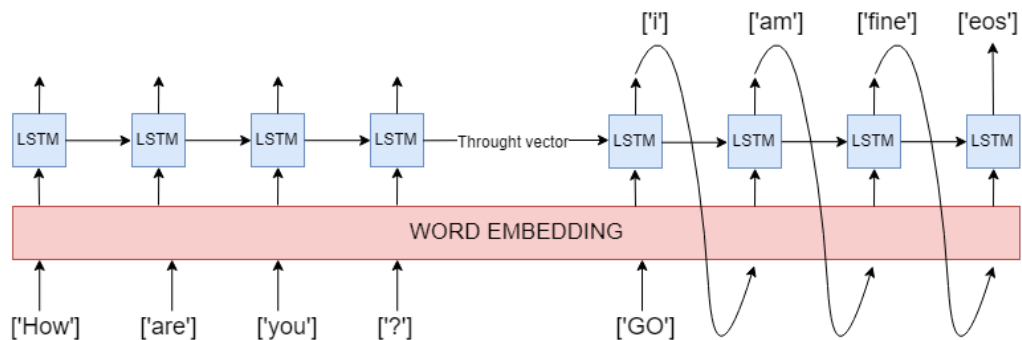 ['i'] ['am'] ['fine'] ['eos']
LSTM LSTM LSTM LSTM Throught vector LSTM LSTM LSTM LSTM
WORD EMBEDDING
['How'] ['are'] ['you'] ['?'] ['GO']